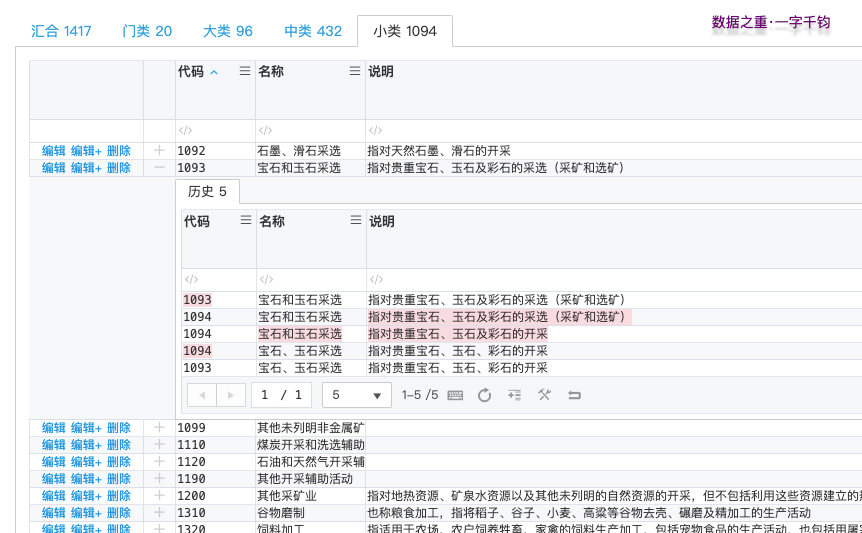 汇合 1417 门类 20 大类 96 中类 432 小类 1094 数据之重·一字千钧
代码 名称 说明
</> </> </>
编辑 编辑+ 删除 1092 石墨、滑石采选 指对天然石墨、滑石的开采
编辑 编辑+ 删除 1093 宝石和玉石采选 指对贵重宝石、玉石及彩石的采选（采矿和选矿）
历史 5
代码 名称 说明
</> </> </>
1093 宝石和玉石采选 指对贵重宝石、玉石及彩石的采选（采矿和选矿）
1094 宝石和玉石采选 指对贵重宝石、玉石及彩石的采选（采矿和选矿）
1094 宝石和玉石采选 指对贵重宝石、玉石及彩石的开采
1094 宝石、玉石采选 指对贵重宝石、玉石、彩石的开采
1093 宝石、玉石采选 指对贵重宝石、玉石、彩石的开采
1 / 1 5 1–5 /5
编辑 编辑+ 删除 1099 其他未列明非金属矿
编辑 编辑+ 删除 1110 煤炭开采和洗选辅助
编辑 编辑+ 删除 1120 石油和天然气开采辅
编辑 编辑+ 删除 1190 其他开采辅助活动
编辑 编辑+ 删除 1200 其他采矿业 指对地热资源、矿泉水资源以及其他未列明的自然资源的开采，但不包括利用这些资源建立的
编辑 编辑+ 删除 1310 谷物磨制 也称粮食加工，指将稻子、谷子、小麦、高粱等谷物去壳、碾磨及精加工的生产活动
编辑 编辑+ 删除 1320 饲料加工 指适用于农场、农户饲养牲畜、家禽的饲料生产加工，包括宠物食品的生产活动，也包括用屠